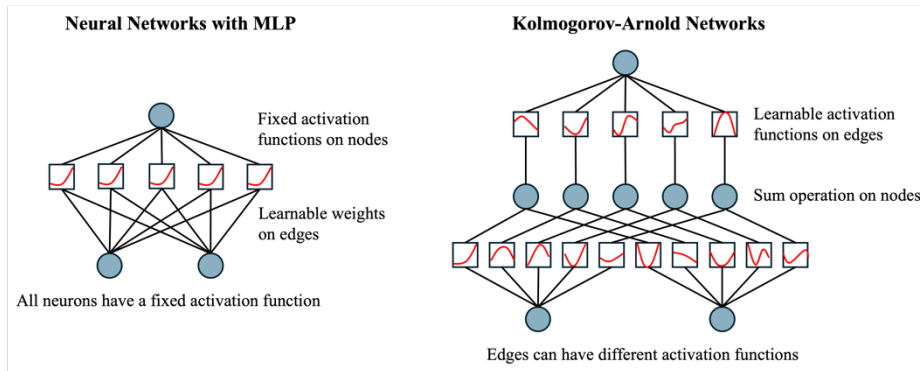 Neural Networks with MLP
Fixed activation
functions on nodes
Learnable weights
on edges
All neurons have a fixed activation function
Kolmogorov-Arnold Networks
Learnable activation
functions on edges
Sum operation on nodes
Edges can have different activation functions